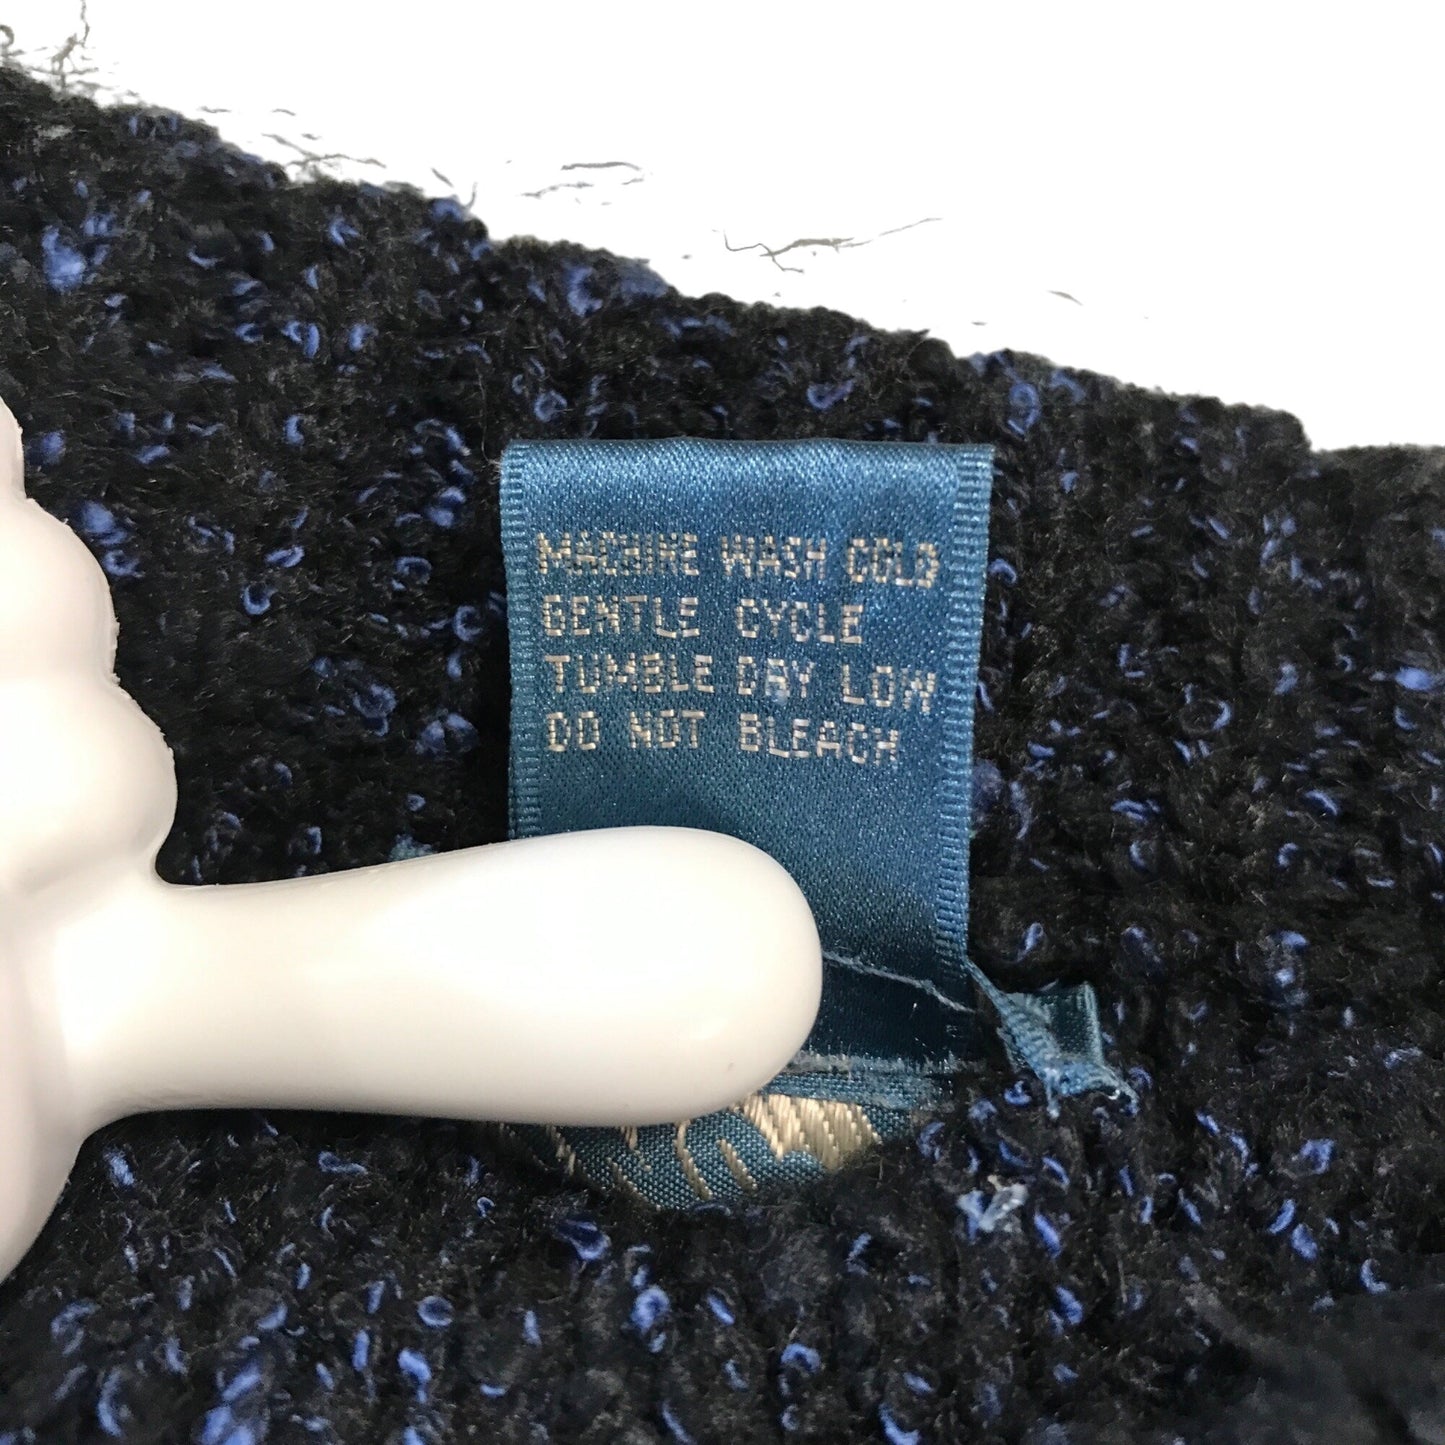 MACHINE WASH COLD
GENTLE CYCLE
TUMBLE DRY LOW
DO NOT BLEACH